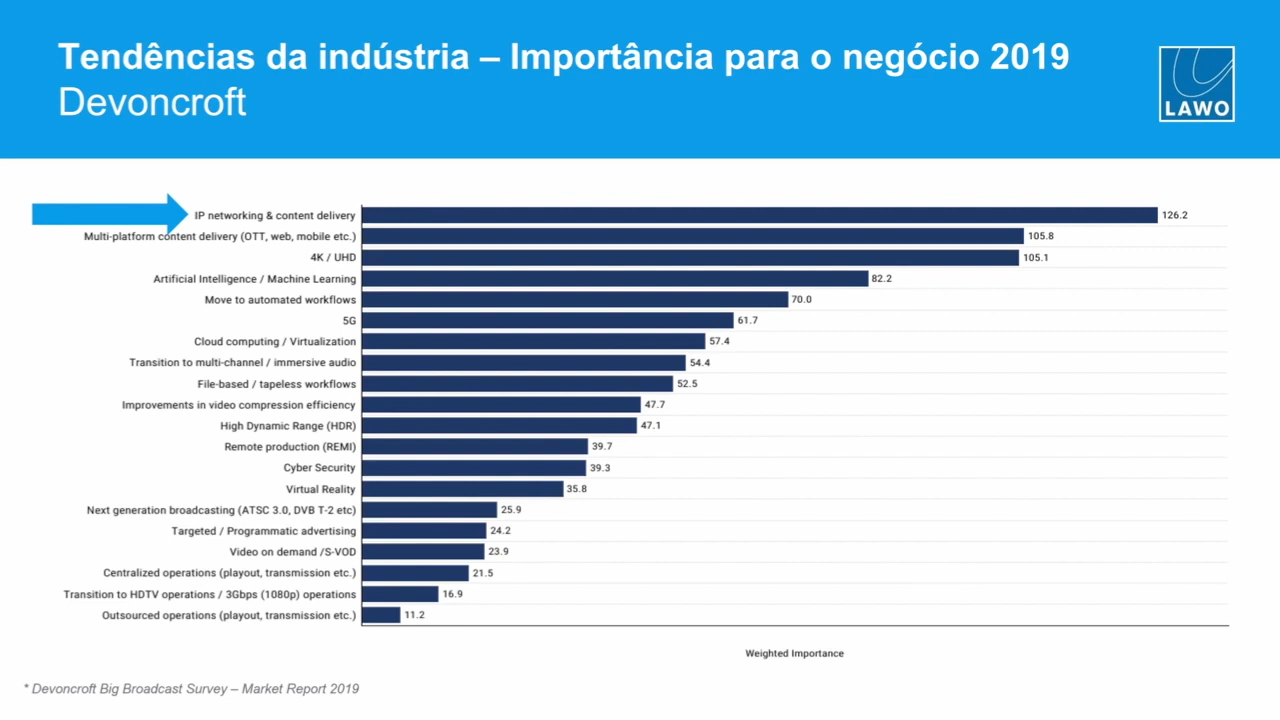 Tendências da indústria – Importância para o negócio 2019
Devoncroft
LAWO
IP networking & content delivery 126.2
Multi-platform content delivery (OTT, web, mobile etc.) 105.8
4K / UHD 105.1
Artificial Intelligence / Machine Learning 82.2
Move to automated workflows 70.0
5G 61.7
Cloud computing / Virtualization 57.4
Transition to multi-channel / immersive audio 54.4
File-based / tapeless workflows 52.5
Improvements in video compression efficiency 47.7
High Dynamic Range (HDR) 47.1
Remote production (REMI) 39.7
Cyber Security 39.3
Virtual Reality 35.8
Next generation broadcasting (ATSC 3.0, DVB T-2 etc) 25.9
Targeted / Programmatic advertising 24.2
Video on demand /S-VOD 23.9
Centralized operations (playout, transmission etc.) 21.5
Transition to HDTV operations / 3Gbps (1080p) operations 16.9
Outsourced operations (playout, transmission etc.) 11.2
Weighted Importance
* Devoncroft Big Broadcast Survey – Market Report 2019